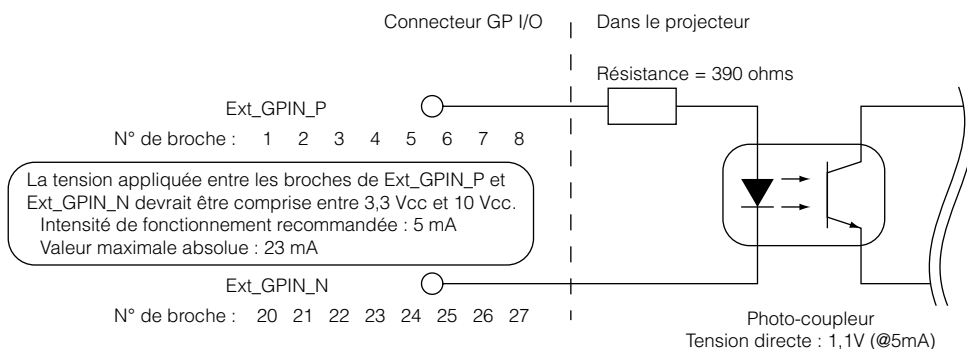 Connecteur GP I/O
Dans le projecteur
Résistance = 390 ohms
Ext_GPIN_P
N° de broche : 1 2 3 4 5 6 7 8
La tension appliquée entre les broches de Ext_GPIN_P et
Ext_GPIN_N devrait être comprise entre 3,3 Vcc et 10 Vcc.
Intensité de fonctionnement recommandée : 5 mA
Valeur maximale absolue : 23 mA
Ext_GPIN_N
N° de broche : 20 21 22 23 24 25 26 27
Photo-coupleur
Tension directe : 1,1V (@5mA)